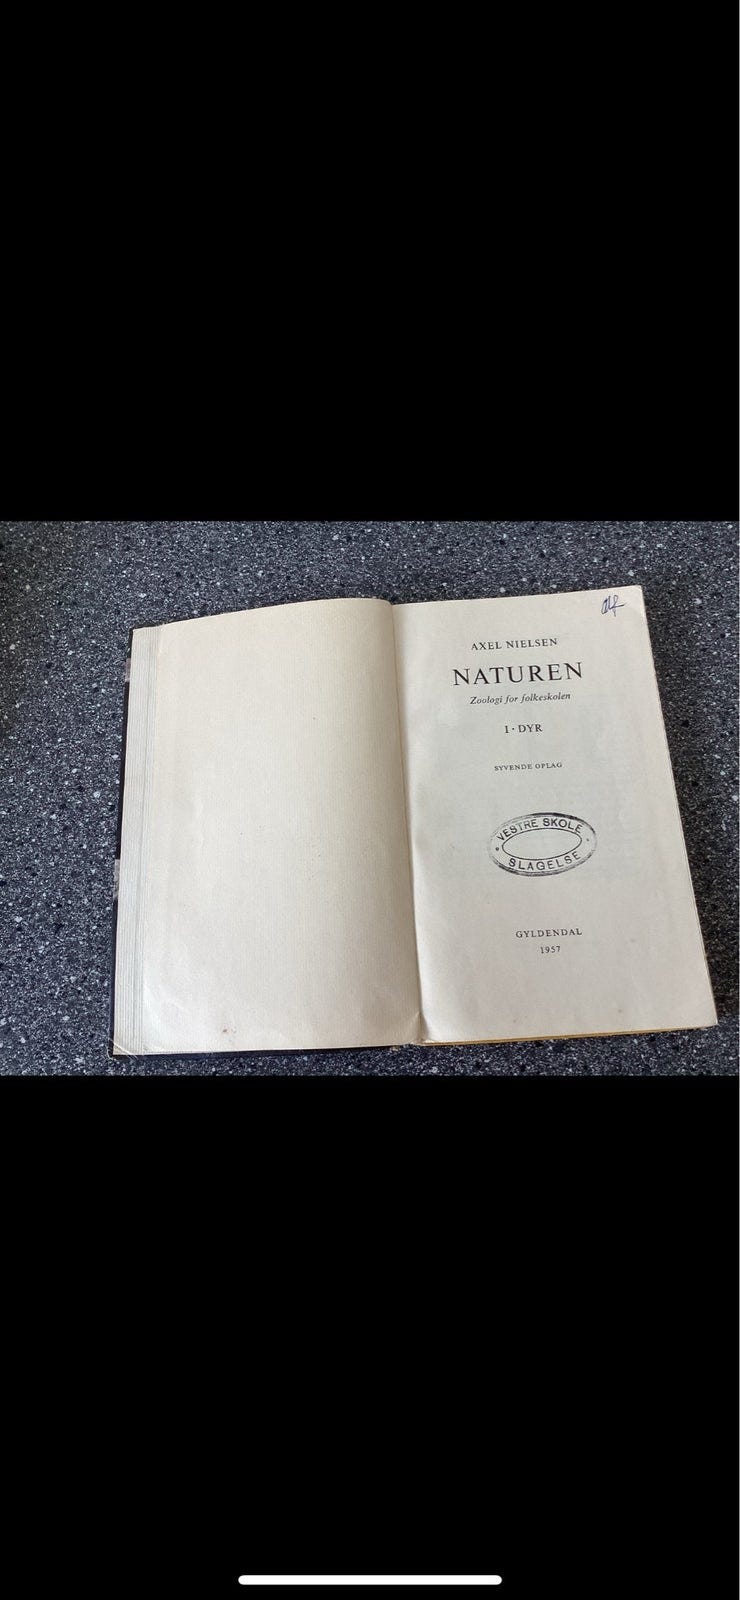 AXEL NIELSEN
NATUREN
Zoologi for folkeskolen
I · DYR
SYVENDE OPLAG
VESTRE SKOLE
SLAGELSE
GYLDENDAL
1957